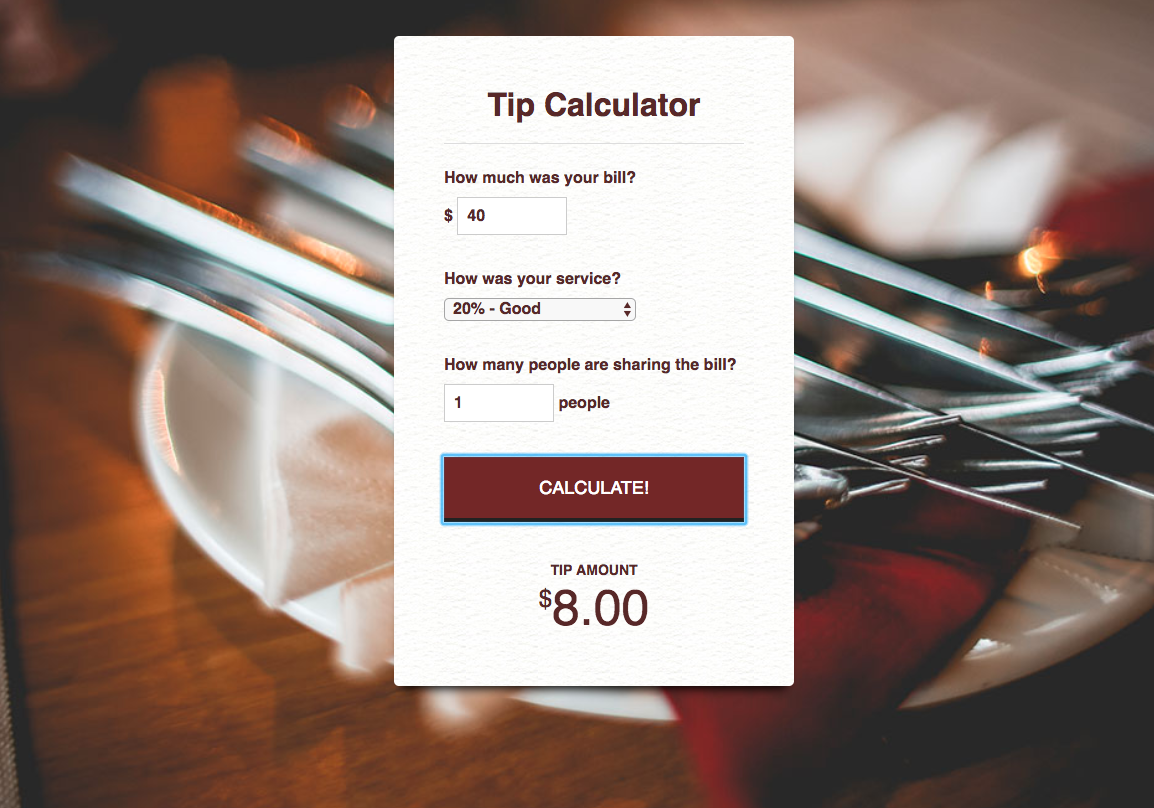 Tip Calculator
How much was your bill?
$ 40
How was your service?
20% - Good
How many people are sharing the bill?
1 people
CALCULATE!
TIP AMOUNT
$8.00